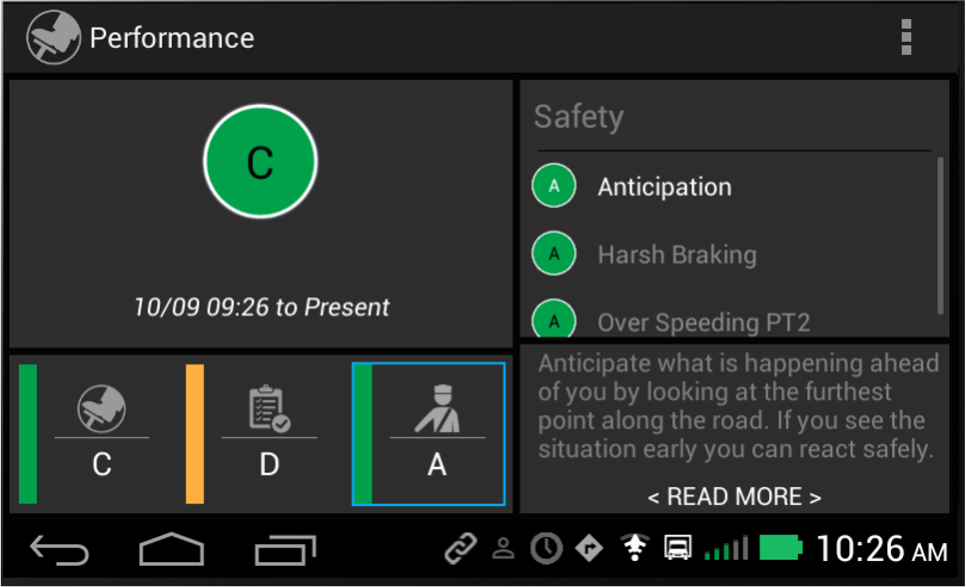 Performance
C
10/09 09:26 to Present
C
D
A
Safety
A Anticipation
A Harsh Braking
A Over Speeding PT2
Anticipate what is happening ahead
of you by looking at the furthest
point along the road. If you see the
situation early you can react safely.
< READ MORE >
10:26 AM